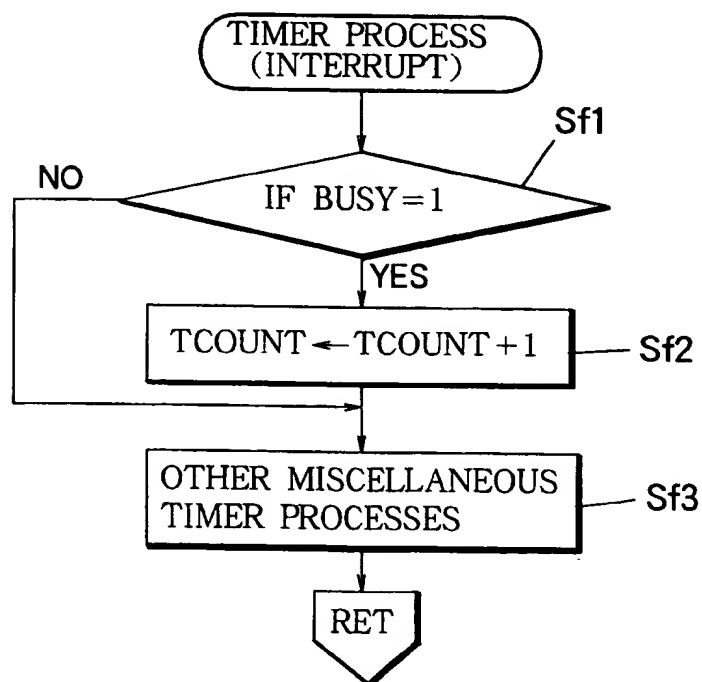 TIMER PROCESS
(INTERRUPT)
Sf1
NO
IF BUSY=1
YES
TCOUNT←TCOUNT+1
Sf2
OTHER MISCELLANEOUS
TIMER PROCESSES
Sf3
RET